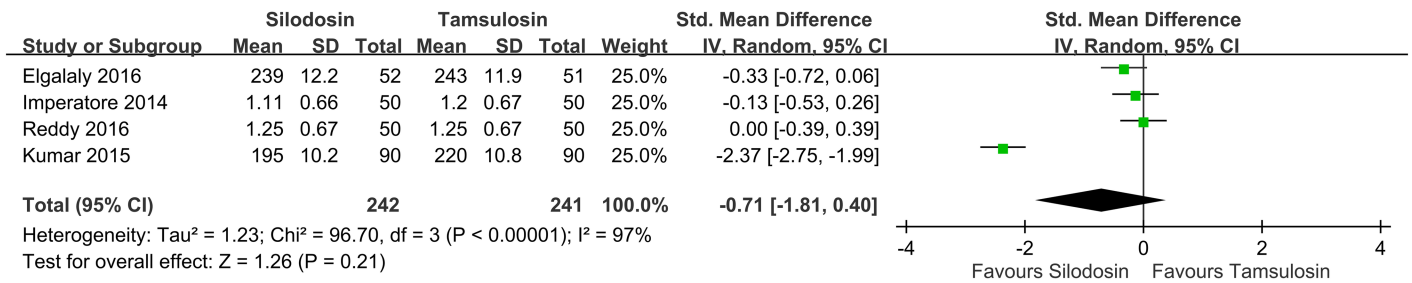 Silodosin Tamsulosin Std. Mean Difference Std. Mean Difference
Study or Subgroup Mean SD Total Mean SD Total Weight IV, Random, 95% CI IV, Random, 95% CI
Elgalaly 2016 239 12.2 52 243 11.9 51 25.0% -0.33 [-0.72, 0.06]
Imperatore 2014 1.11 0.66 50 1.2 0.67 50 25.0% -0.13 [-0.53, 0.26]
Reddy 2016 1.25 0.67 50 1.25 0.67 50 25.0% 0.00 [-0.39, 0.39]
Kumar 2015 195 10.2 90 220 10.8 90 25.0% -2.37 [-2.75, -1.99]
Total (95% CI) 242 241 100.0% -0.71 [-1.81, 0.40]
Heterogeneity: Tau² = 1.23; Chi² = 96.70, df = 3 (P < 0.00001); I² = 97%
Test for overall effect: Z = 1.26 (P = 0.21)
-4 -2 0 2 4
Favours Silodosin Favours Tamsulosin